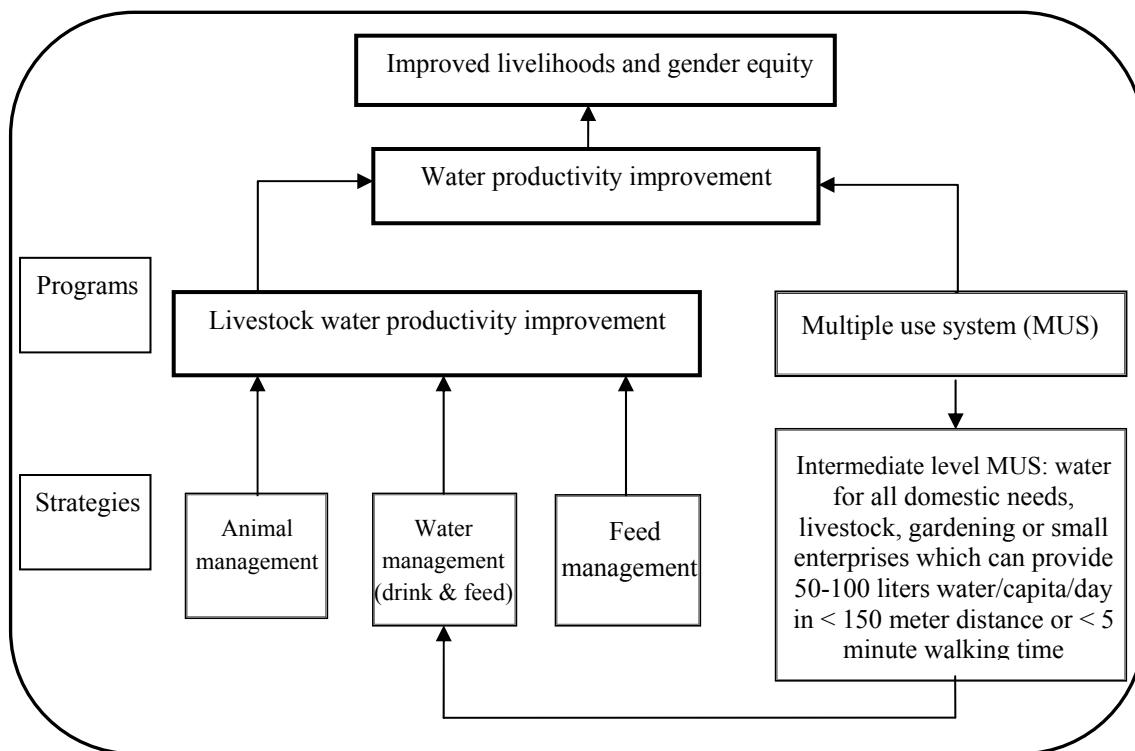 Improved livelihoods and gender equity
Water productivity improvement
Programs
Livestock water productivity improvement
Multiple use system (MUS)
Strategies
Animal
management
Water
management
(drink & feed)
Feed
management
Intermediate level MUS: water
for all domestic needs,
livestock, gardening or small
enterprises which can provide
50-100 liters water/capita/day
in < 150 meter distance or < 5
minute walking time